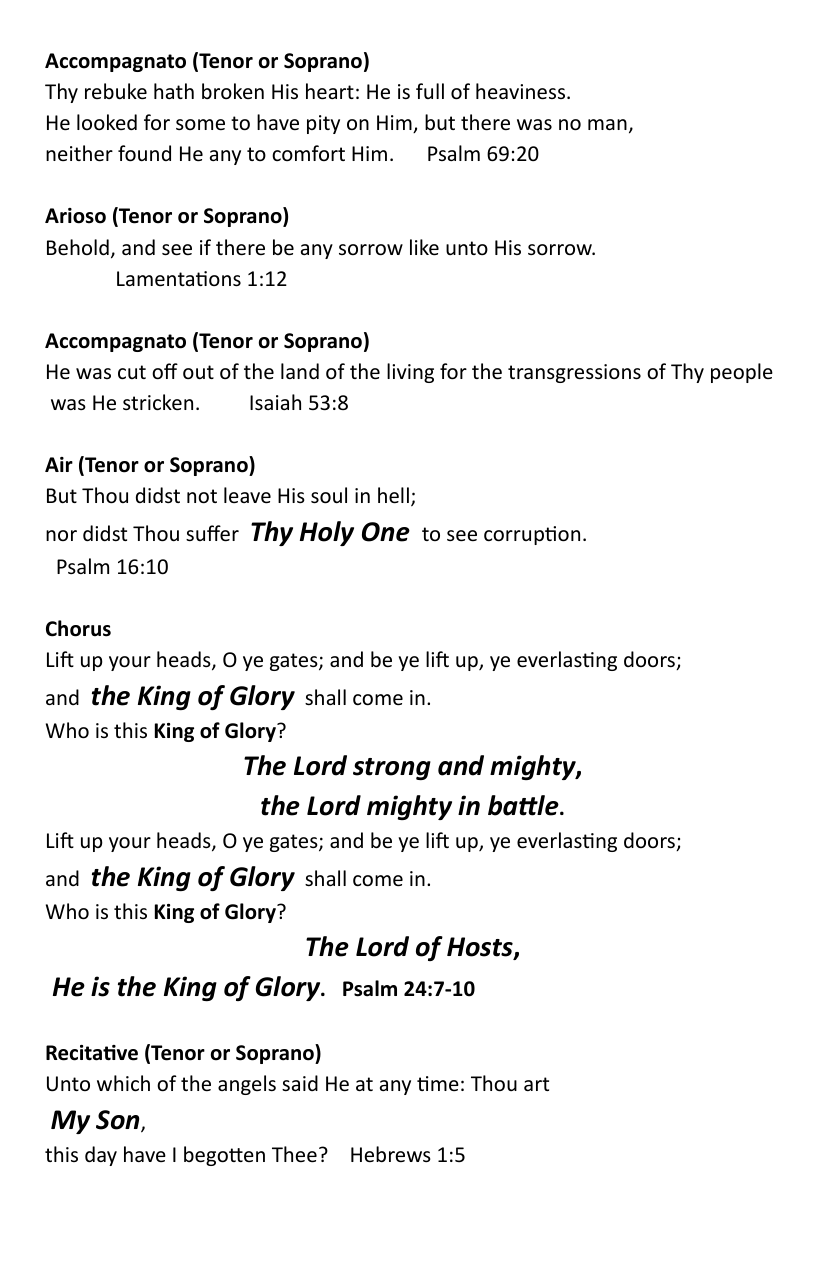 Accompagnato (Tenor or Soprano)
Thy rebuke hath broken His heart: He is full of heaviness.
He looked for some to have pity on Him, but there was no man,
neither found He any to comfort Him. Psalm 69:20
Arioso (Tenor or Soprano)
Behold, and see if there be any sorrow like unto His sorrow.
Lamentations 1:12
Accompagnato (Tenor or Soprano)
He was cut off out of the land of the living for the transgressions of Thy people
was He stricken. Isaiah 53:8
Air (Tenor or Soprano)
But Thou didst not leave His soul in hell;
nor didst Thou suffer Thy Holy One to see corruption.
Psalm 16:10
Chorus
Lift up your heads, O ye gates; and be ye lift up, ye everlasting doors;
and the King of Glory shall come in.
Who is this King of Glory?
The Lord strong and mighty,
the Lord mighty in battle.
Lift up your heads, O ye gates; and be ye lift up, ye everlasting doors;
and the King of Glory shall come in.
Who is this King of Glory?
The Lord of Hosts,
He is the King of Glory. Psalm 24:7-10
Recitative (Tenor or Soprano)
Unto which of the angels said He at any time: Thou art
My Son,
this day have I begotten Thee? Hebrews 1:5